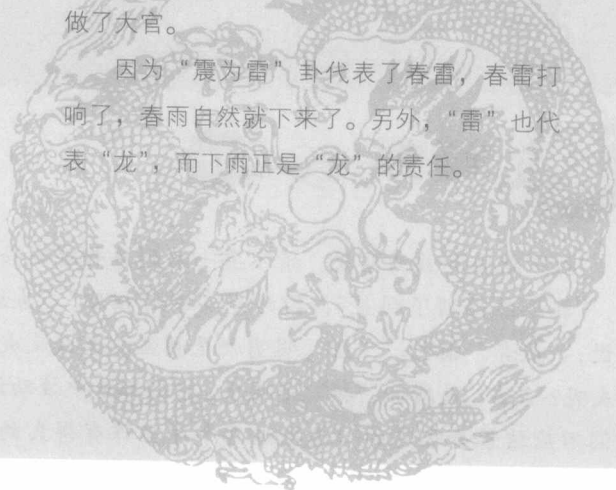 做了大官。
因为“震为雷”卦代表了春雷，春雷打
响了，春雨自然就下来了。另外，“雷”也代
表“龙”，而下雨正是“龙”的责任。